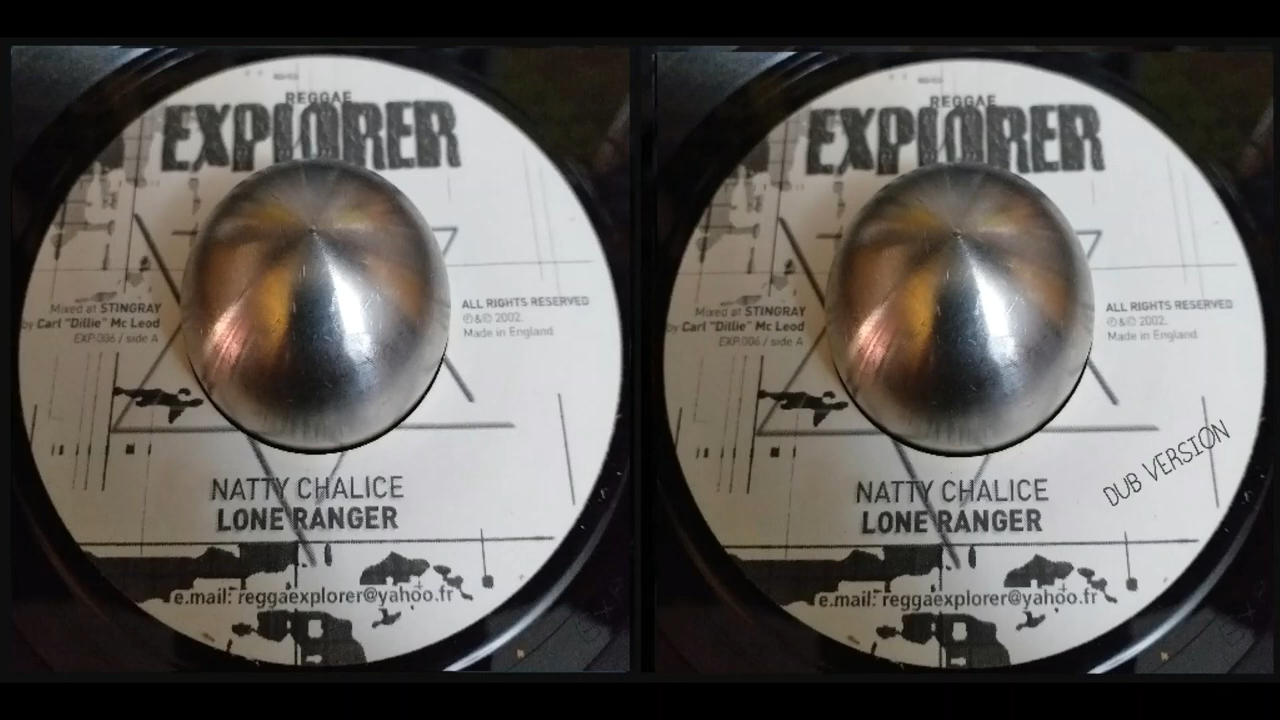 REGGAE
EXPLORER
Mixed at STINGRAY
by Carl "Dillie" Mc Leod
EXP.006 / side A
ALL RIGHTS RESERVED
℗&© 2002.
Made in England.
NATTY CHALICE
LONE RANGER
e.mail: reggaexplorer@yahoo.fr
REGGAE
EXPLORER
Mixed at STINGRAY
by Carl "Dillie" Mc Leod
EXP.006 / side A
ALL RIGHTS RESERVED
℗&© 2002.
Made in England.
DUB VERSION
NATTY CHALICE
LONE RANGER
e.mail: reggaexplorer@yahoo.fr